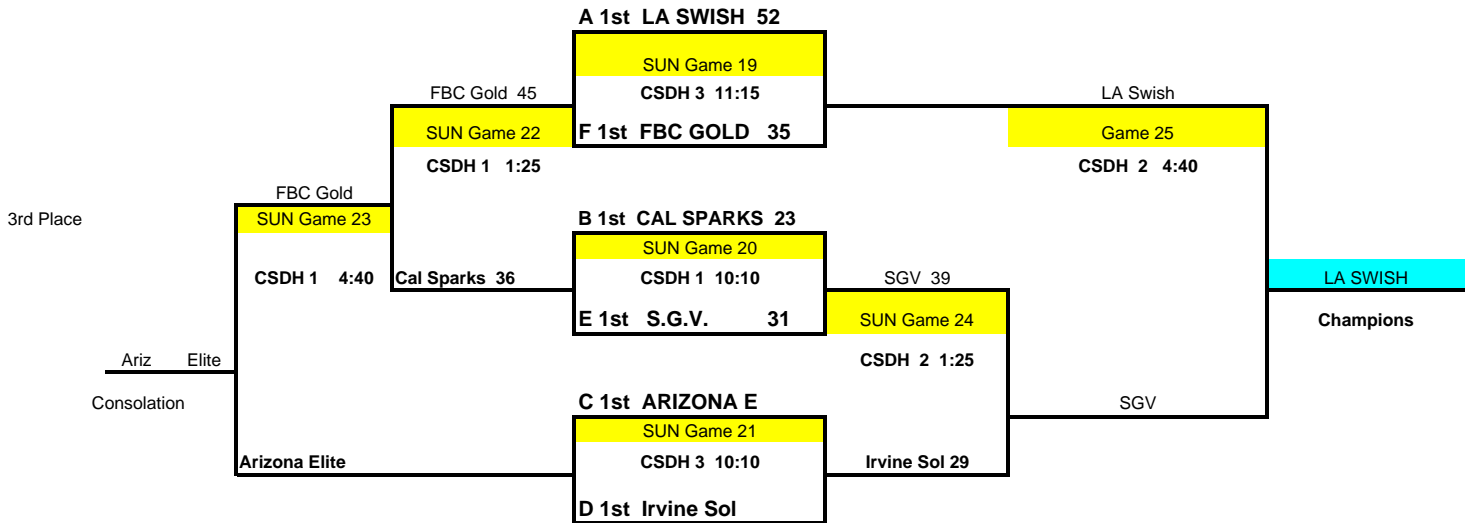 A 1st LA SWISH 52
SUN Game 19
FBC Gold 45
CSDH 3 11:15
LA Swish
SUN Game 22
F 1st FBC GOLD 35
Game 25
CSDH 1 1:25
CSDH 2 4:40
FBC Gold
3rd Place
SUN Game 23
B 1st CAL SPARKS 23
SUN Game 20
CSDH 1 4:40
Cal Sparks 36
CSDH 1 10:10
SGV 39
LA SWISH
E 1st S.G.V. 31
SUN Game 24
Champions
Ariz Elite
CSDH 2 1:25
Consolation
C 1st ARIZONA E
SGV
SUN Game 21
Arizona Elite
CSDH 3 10:10
Irvine Sol 29
D 1st Irvine Sol